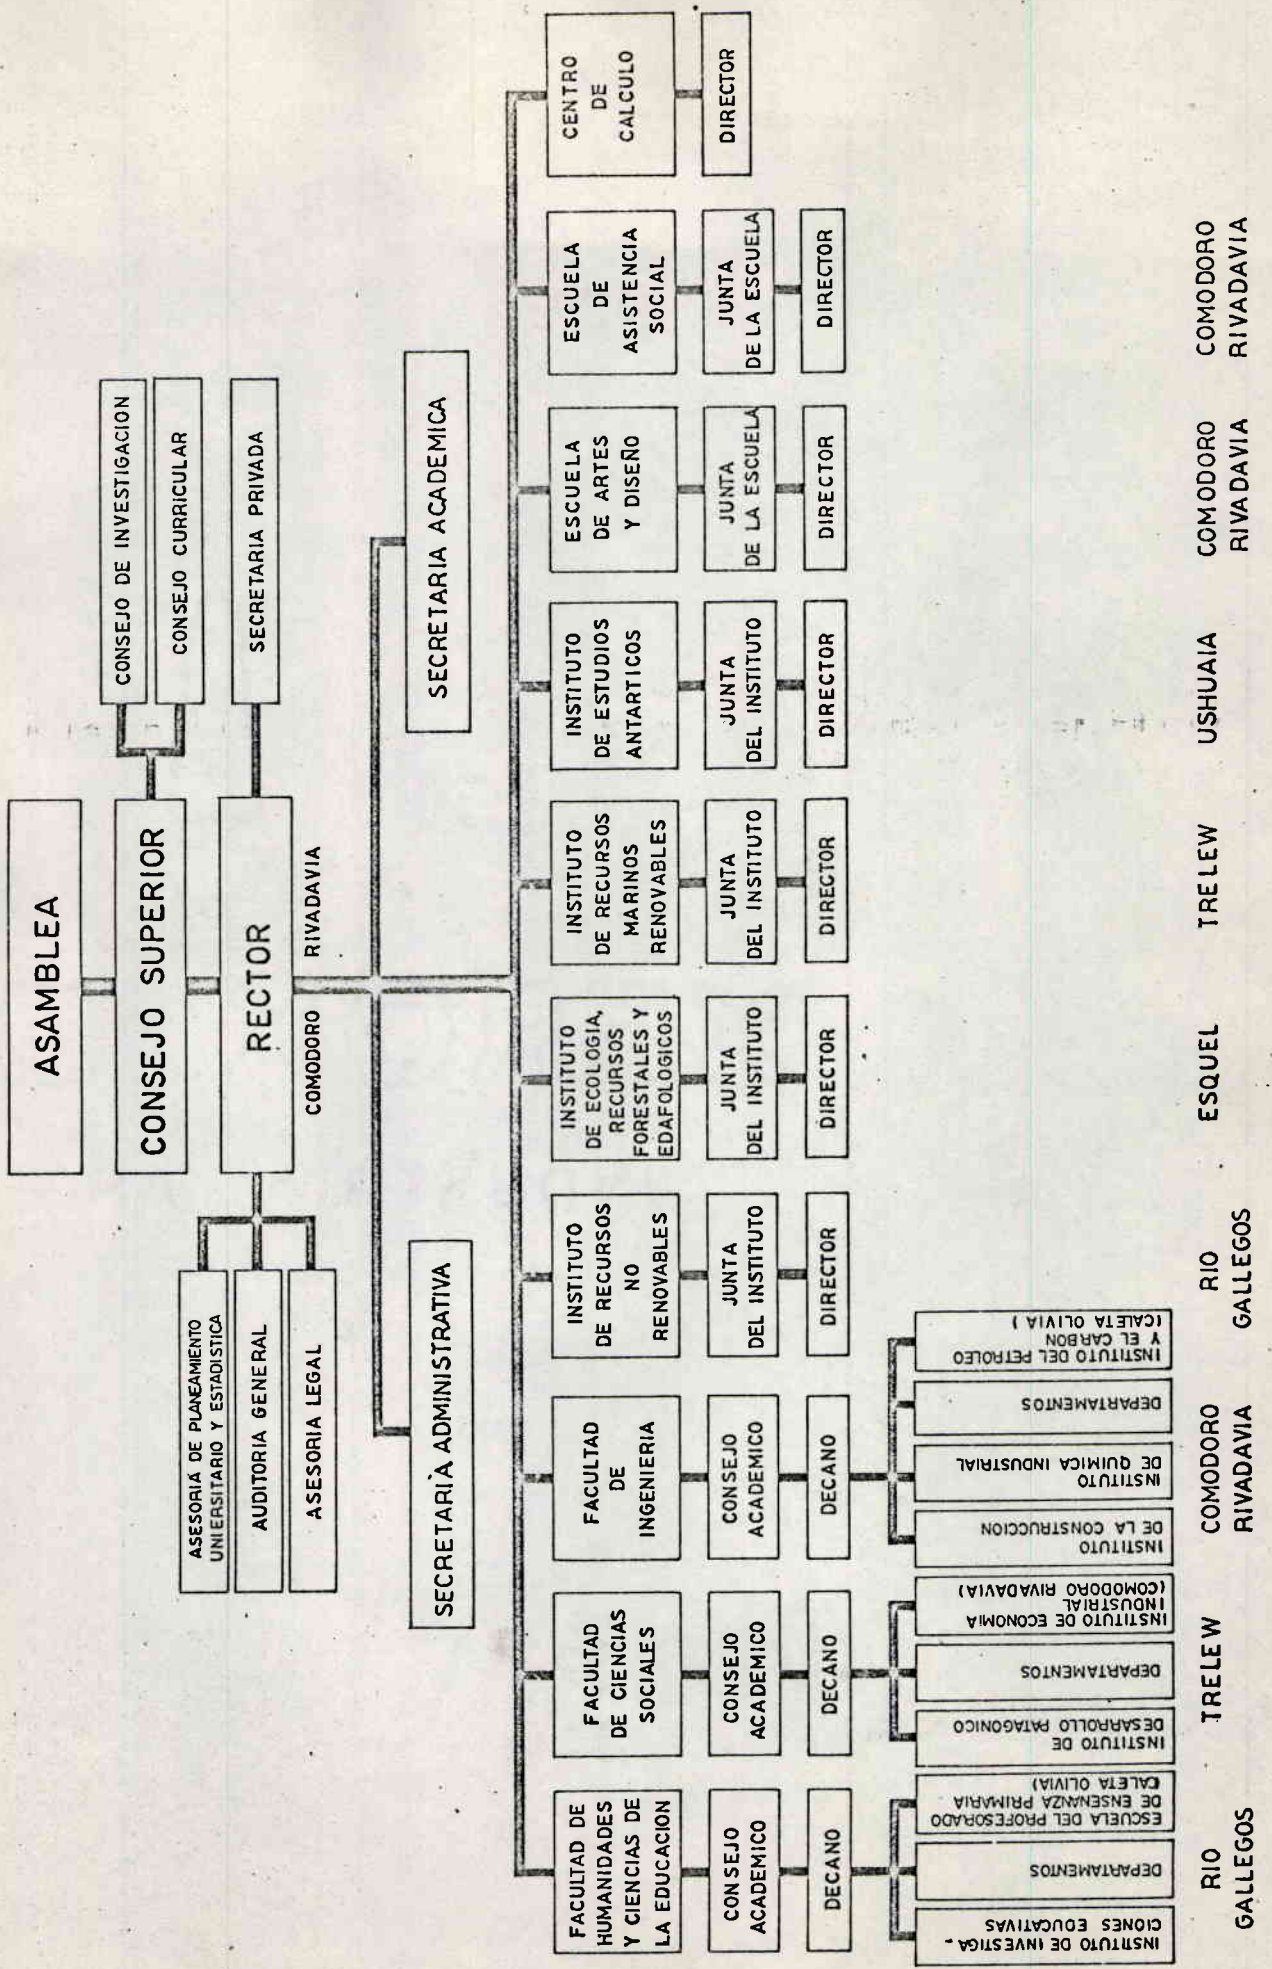 ASAMBLEA
CONSEJO SUPERIOR
CONSEJO DE INVESTIGACION
CONSEJO CURRICULAR
RECTOR
SECRETARIA PRIVADA
COMODORO RIVADAVIA
ASESORIA DE PLANEAMIENTO
UNIERSITARIO Y ESTADISTICA
AUDITORIA GENERAL
ASESORIA LEGAL
SECRETARIA ADMINISTRATIVA
SECRETARIA ACADEMICA
FACULTAD DE
HUMANIDADES
Y CIENCIAS DE
LA EDUCACION
CONSEJO
ACADEMICO
DECANO
INSTITUTO DE INVESTIGA-
CIONES EDUCATIVAS
DEPARTAMENTOS
ESCUELA DEL PROFESORADO
DE ENSENANZA PRIMARIA
(CALETA OLIVIA)
RIO
GALLEGOS
FACULTAD
DE CIENCIAS
SOCIALES
CONSEJO
ACADEMICO
DECANO
INSTITUTO DE
DESARROLLO PATAGONICO
DEPARTAMENTOS
INSTITUTO DE ECONOMIA
INDUSTRIAL
(COMODORO RIVADAVIA)
TRELEW
FACULTAD
DE
INGENIERIA
CONSEJO
ACADEMICO
DECANO
INSTITUTO
DE LA CONSTRUCCION
INSTITUTO
DE QUIMICA INDUSTRIAL
DEPARTAMENTOS
INSTITUTO DEL PETROLEO
Y EL CARBON
(CALETA OLIVIA)
COMODORO
RIVADAVIA
INSTITUTO
DE RECURSOS
NO
RENOVABLES
JUNTA
DEL INSTITUTO
DIRECTOR
RIO
GALLEGOS
INSTITUTO
DE ECOLOGIA,
RECURSOS
FORESTALES Y
EDAFOLOGICOS
JUNTA
DEL INSTITUTO
DIRECTOR
ESQUEL
INSTITUTO
DE RECURSOS
MARINOS
RENOVABLES
JUNTA
DEL INSTITUTO
DIRECTOR
TRELEW
INSTITUTO
DE ESTUDIOS
ANTARTICOS
JUNTA
DEL INSTITUTO
DIRECTOR
USHUAIA
ESCUELA
DE ARTES
Y DISEÑO
JUNTA
DE LA ESCUELA
DIRECTOR
COMODORO
RIVADAVIA
ESCUELA
DE
ASISTENCIA
SOCIAL
JUNTA
DE LA ESCUELA
DIRECTOR
COMODORO
RIVADAVIA
CENTRO
DE
CALCULO
DIRECTOR